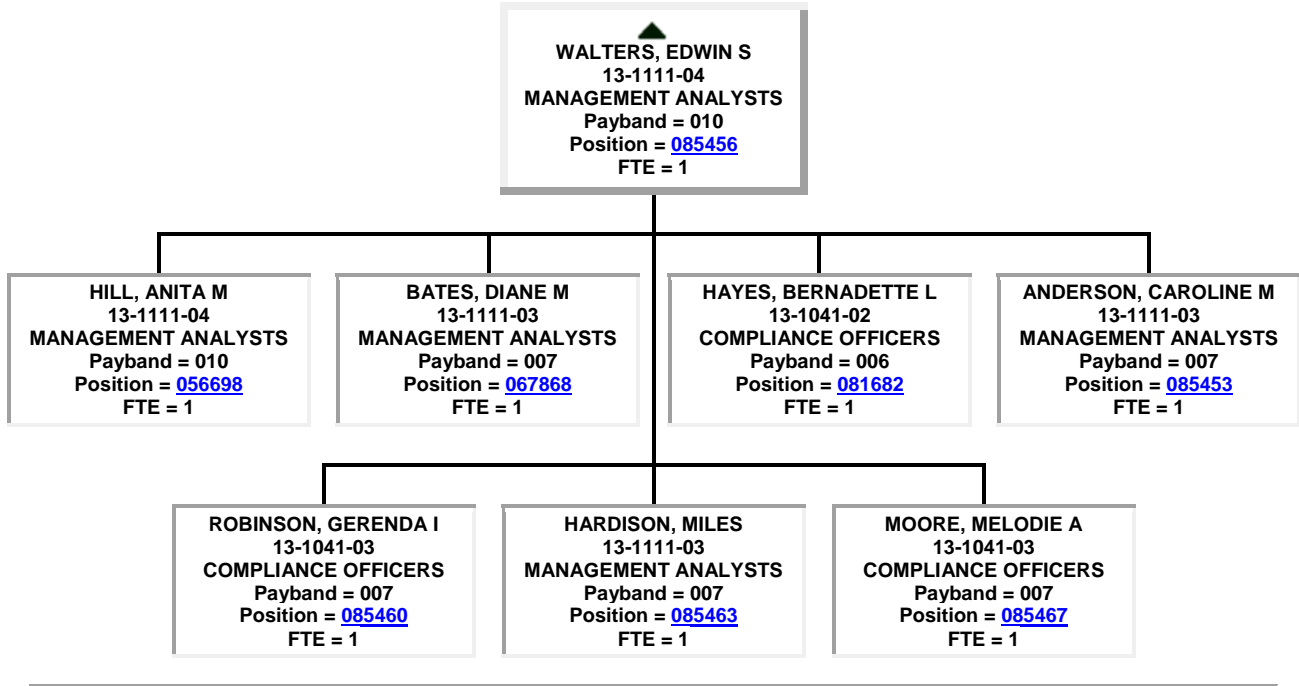 WALTERS, EDWIN S
13-1111-04
MANAGEMENT ANALYSTS
Payband = 010
Position = 085456
FTE = 1
HILL, ANITA M
13-1111-04
MANAGEMENT ANALYSTS
Payband = 010
Position = 056698
FTE = 1
BATES, DIANE M
13-1111-03
MANAGEMENT ANALYSTS
Payband = 007
Position = 067868
FTE = 1
HAYES, BERNADETTE L
13-1041-02
COMPLIANCE OFFICERS
Payband = 006
Position = 081682
FTE = 1
ANDERSON, CAROLINE M
13-1111-03
MANAGEMENT ANALYSTS
Payband = 007
Position = 085453
FTE = 1
ROBINSON, GERENDA I
13-1041-03
COMPLIANCE OFFICERS
Payband = 007
Position = 085460
FTE = 1
HARDISON, MILES
13-1111-03
MANAGEMENT ANALYSTS
Payband = 007
Position = 085463
FTE = 1
MOORE, MELODIE A
13-1041-03
COMPLIANCE OFFICERS
Payband = 007
Position = 085467
FTE = 1